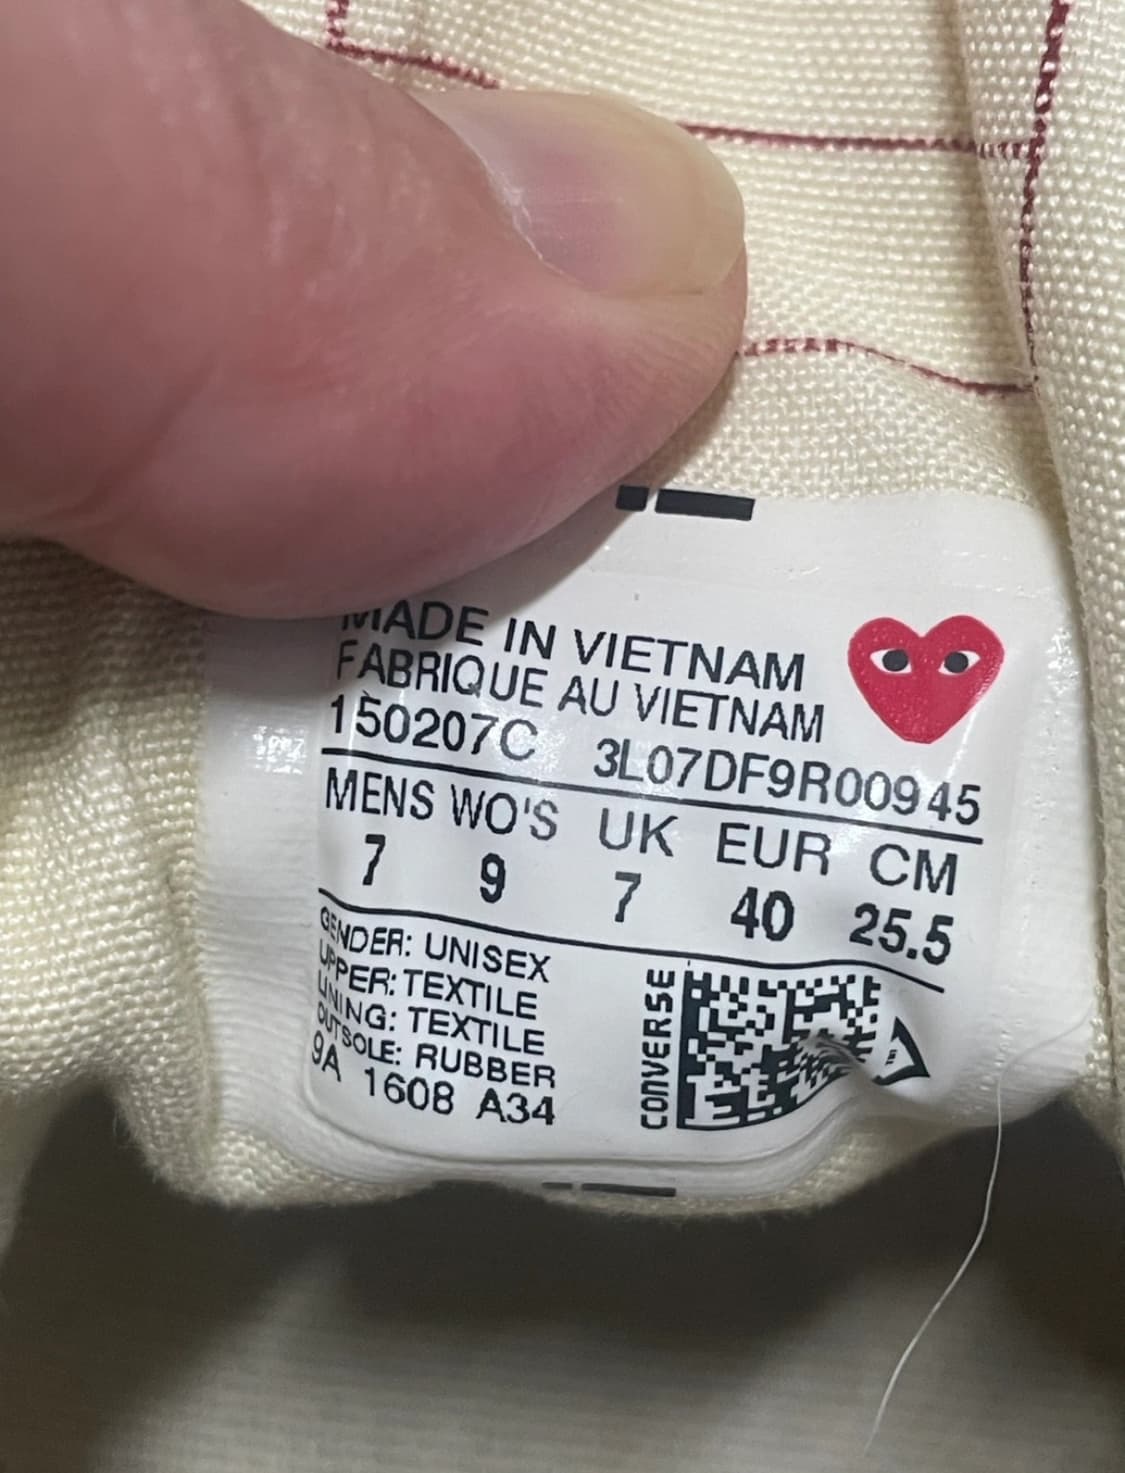 MADE IN VIETNAM
FABRIQUE AU VIETNAM
150207C 3L07DF9R00945
MENS WO'S UK EUR CM
7 9 7 40 25.5
GENDER: UNISEX
UPPER: TEXTILE
LINING: TEXTILE
OUTSOLE: RUBBER
9A 1608 A34
CONVERSE